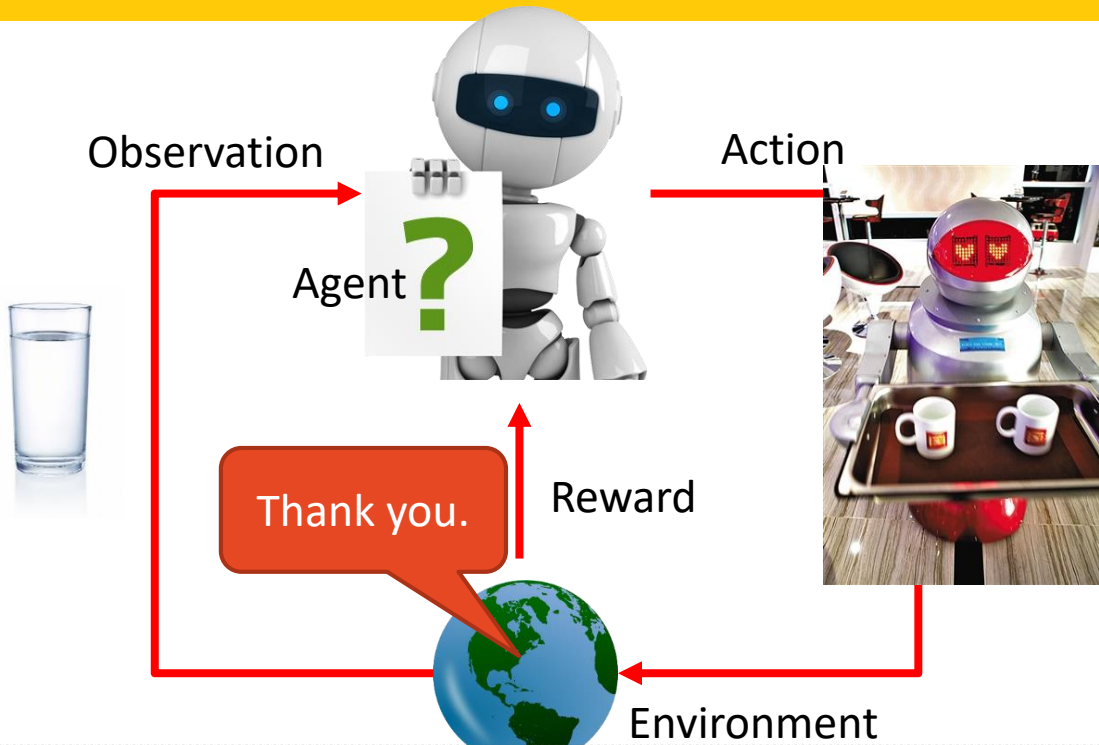 Observation
Action
Agent
?
Thank you.
Reward
Environment